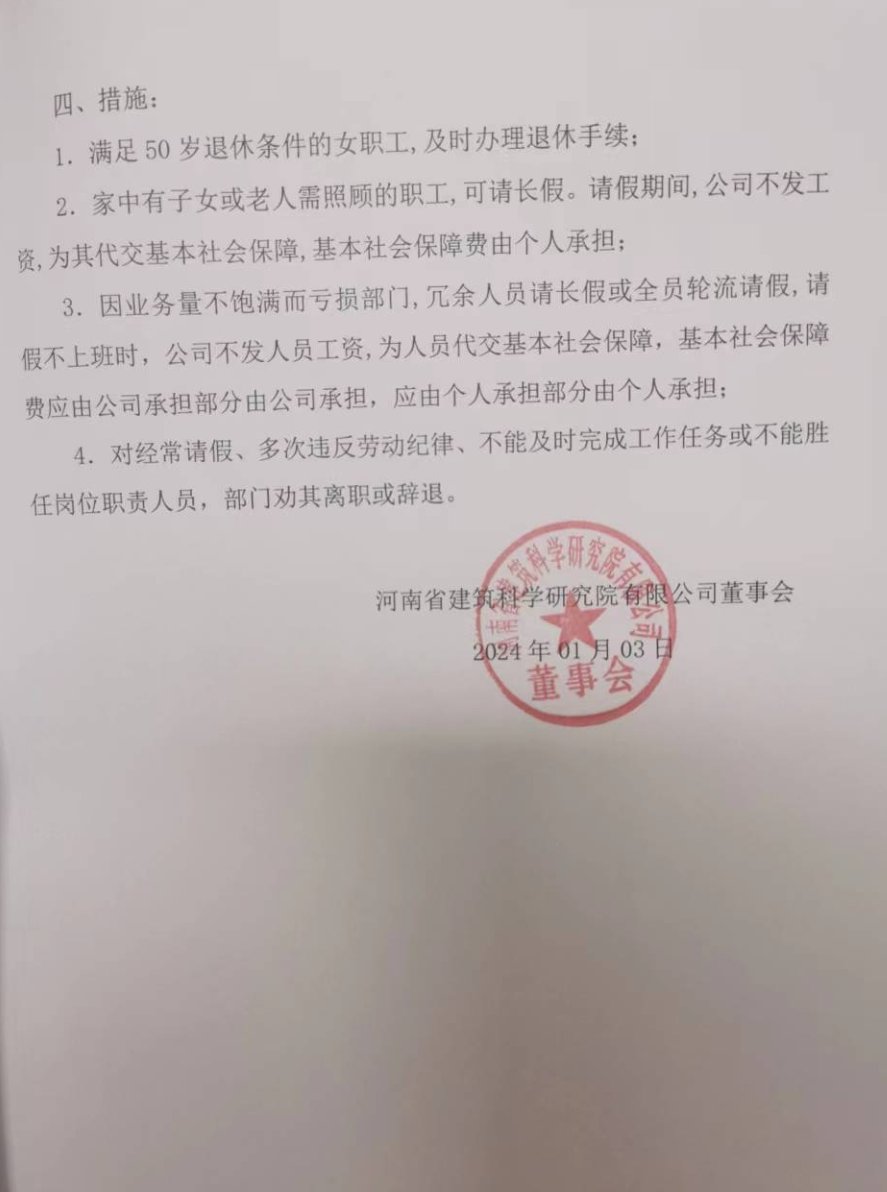 四、措施：
1. 满足 50 岁退休条件的女职工,及时办理退休手续；
2. 家中有子女或老人需照顾的职工,可请长假。请假期间,公司不发工
资,为其代交基本社会保障,基本社会保障费由个人承担；
3. 因业务量不饱满而亏损部门,冗余人员请长假或全员轮流请假,请
假不上班时，公司不发人员工资,为人员代交基本社会保障，基本社会保障
费应由公司承担部分由公司承担，应由个人承担部分由个人承担；
4. 对经常请假、多次违反劳动纪律、不能及时完成工作任务或不能胜
任岗位职责人员，部门劝其离职或辞退。
河南省建筑科学研究院有限公司董事会
2024 年 01 月 03 日
河南省建筑科学研究院有限公司
董事会